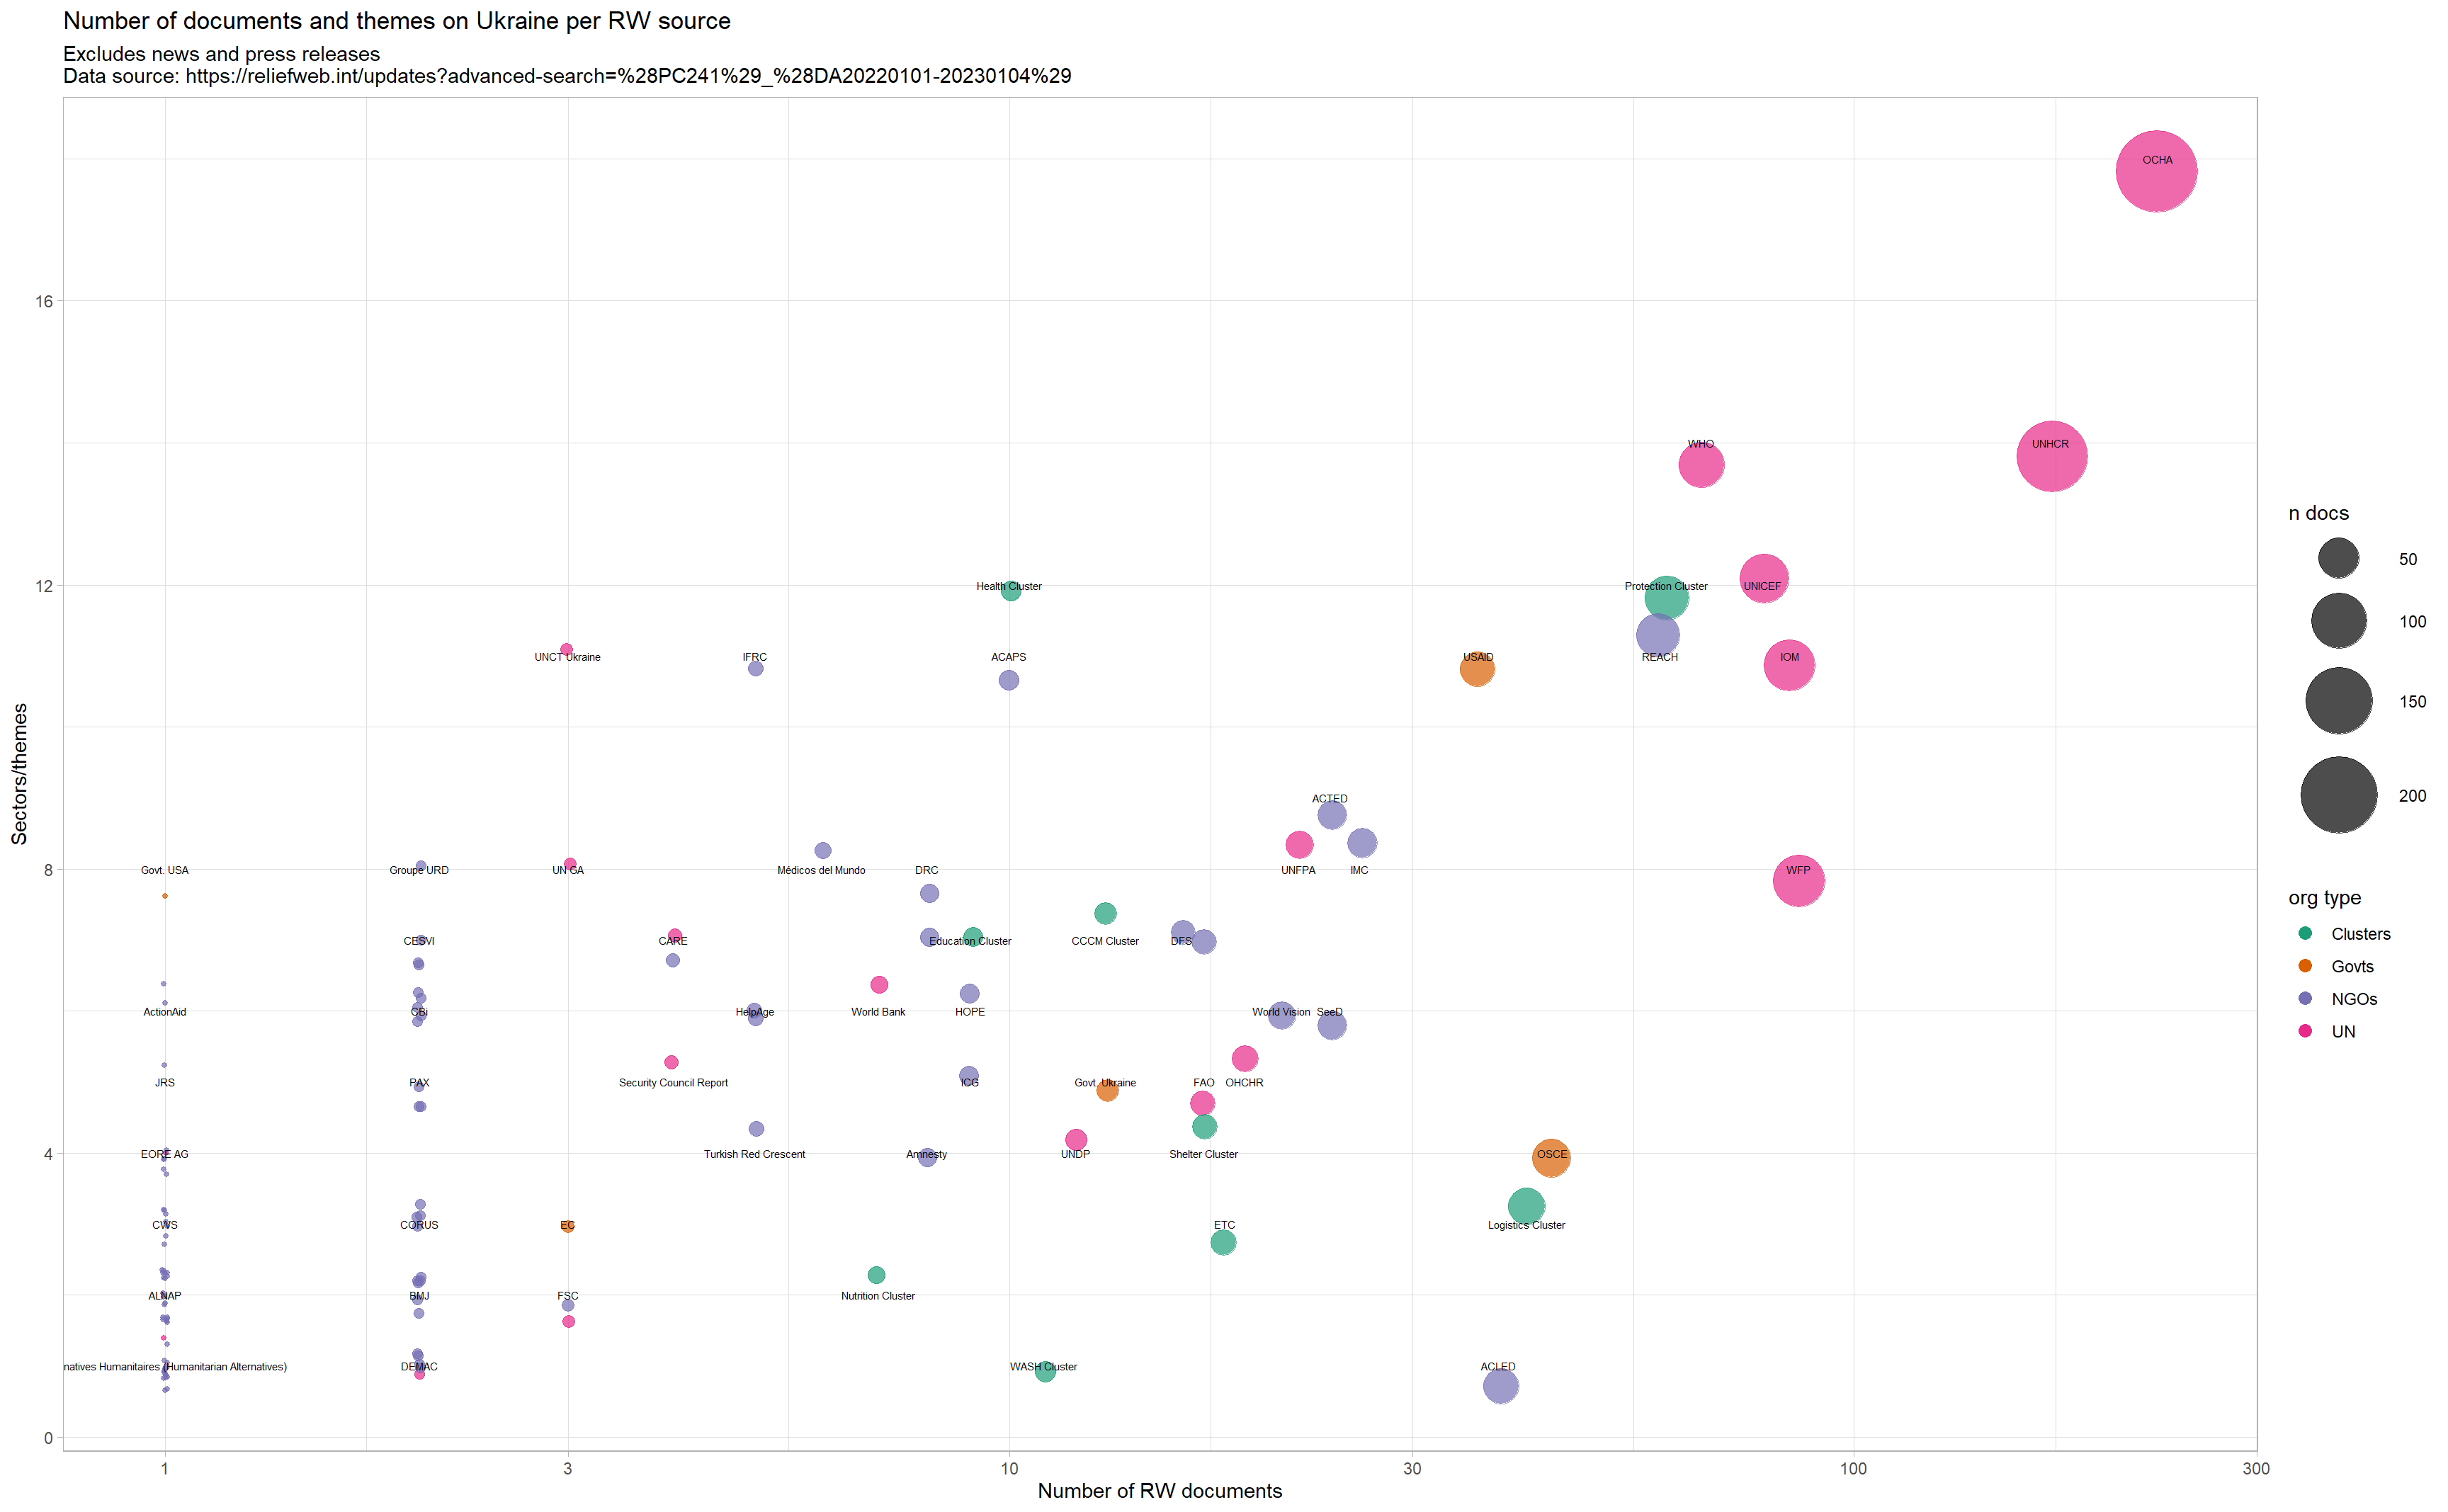 Number of documents and themes on Ukraine per RW source
Excludes news and press releases
Data source: https://reliefweb.int/updates?advanced-search=%28PC241%29_%28DA20220101-20230104%29
OCHA
16
WHO
UNHCR
n docs
50
12
Health Cluster
Protection Cluster
UNICEF
100
UNCT Ukraine
IFRC
ACAPS
USAID
REACH
IOM
150
Sectors/themes
ACTED
200
8
Govt. USA
Groupe URD
UN GA
Médicos del Mundo
DRC
UNFPA
IMC
WFP
org type
Clusters
Govts
NGOs
UN
CESVI
CARE
Education Cluster
CCCM Cluster
DFS
ActionAid
CBi
HelpAge
World Bank
HOPE
World Vision
SeeD
JRS
PAX
Security Council Report
ICG
Govt. Ukraine
FAO
OHCHR
4
EORE AG
Turkish Red Crescent
Amnesty
UNDP
Shelter Cluster
OSCE
CWS
CORUS
EC
ETC
Logistics Cluster
ALNAP
BMJ
FSC
Nutrition Cluster
natives Humanitaires (Humanitarian Alternatives)
DEMAC
WASH Cluster
ACLED
0
1
3
10
30
100
300
Number of RW documents